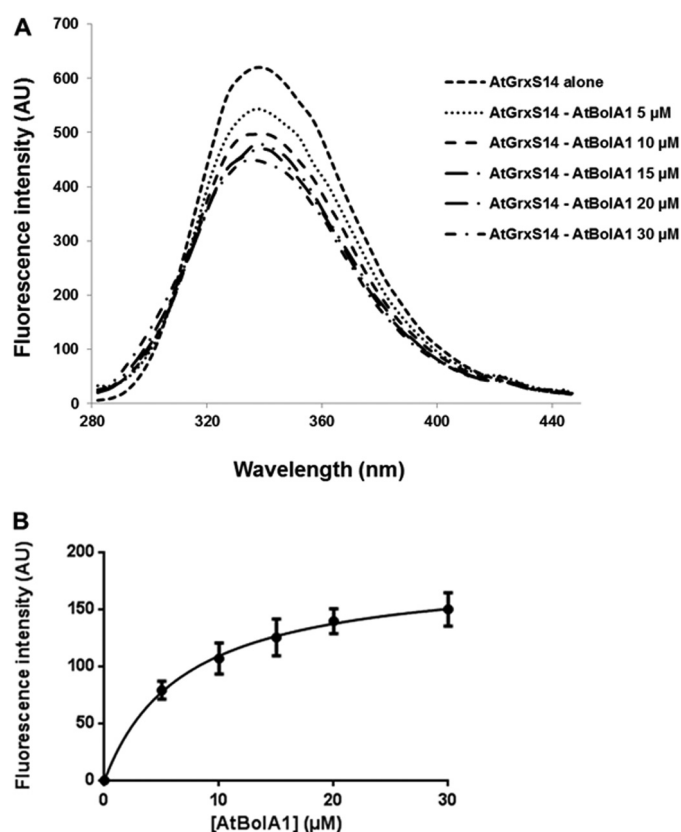 A
Fluorescence intensity (AU)
700
600
500
400
300
200
100
0
280
320
360
400
440
Wavelength (nm)
AtGrxS14 alone
AtGrxS14 - AtBolA1 5 µM
AtGrxS14 - AtBolA1 10 µM
AtGrxS14 - AtBolA1 15 µM
AtGrxS14 - AtBolA1 20 µM
AtGrxS14 - AtBolA1 30 µM
B
Fluorescence intensity (AU)
200
150
100
50
0
0
10
20
30
[AtBolA1] (µM)